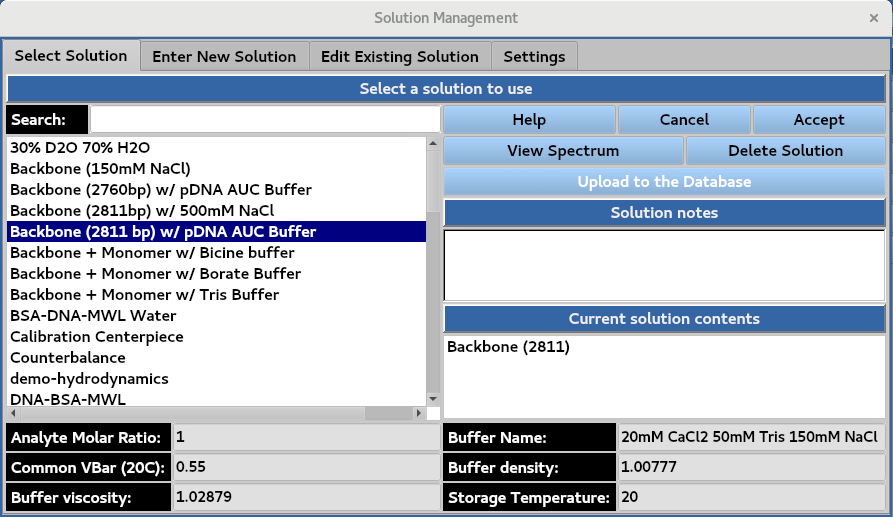 Solution Management
×
Select Solution
Enter New Solution
Edit Existing Solution
Settings
Select a solution to use
Search:
Help
Cancel
Accept
30% D2O 70% H2O
Backbone (150mM NaCl)
Backbone (2760bp) w/ pDNA AUC Buffer
Backbone (2811bp) w/ 500mM NaCl
Backbone (2811 bp) w/ pDNA AUC Buffer
Backbone + Monomer w/ Bicine buffer
Backbone + Monomer w/ Borate Buffer
Backbone + Monomer w/ Tris Buffer
BSA-DNA-MWL Water
Calibration Centerpiece
Counterbalance
demo-hydrodynamics
DNA-BSA-MWL
View Spectrum
Delete Solution
Upload to the Database
Solution notes
Current solution contents
Backbone (2811)
Analyte Molar Ratio: 1
Buffer Name: 20mM CaCl2 50mM Tris 150mM NaCl
Common VBar (20C): 0.55
Buffer density: 1.00777
Buffer viscosity: 1.02879
Storage Temperature: 20